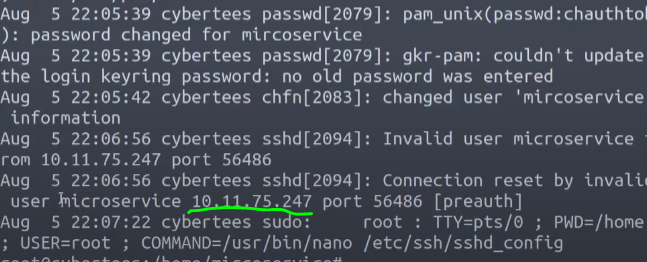 Aug  5 22:05:39 cybertees passwd[2079]: pam_unix(passwd:chauthtok
): password changed for mircoservice
Aug  5 22:05:39 cybertees passwd[2079]: gkr-pam: couldn't update
the login keyring password: no old password was entered
Aug  5 22:05:42 cybertees chfn[2083]: changed user 'mircoservice'
 information
Aug  5 22:06:56 cybertees sshd[2094]: Invalid user microservice f
rom 10.11.75.247 port 56486
Aug  5 22:06:56 cybertees sshd[2094]: Connection reset by invalid
 user microservice 10.11.75.247 port 56486 [preauth]
Aug  5 22:07:22 cybertees sudo:     root : TTY=pts/0 ; PWD=/home
; USER=root ; COMMAND=/usr/bin/nano /etc/ssh/sshd_config
root@cybertees:/home/mircoservice#